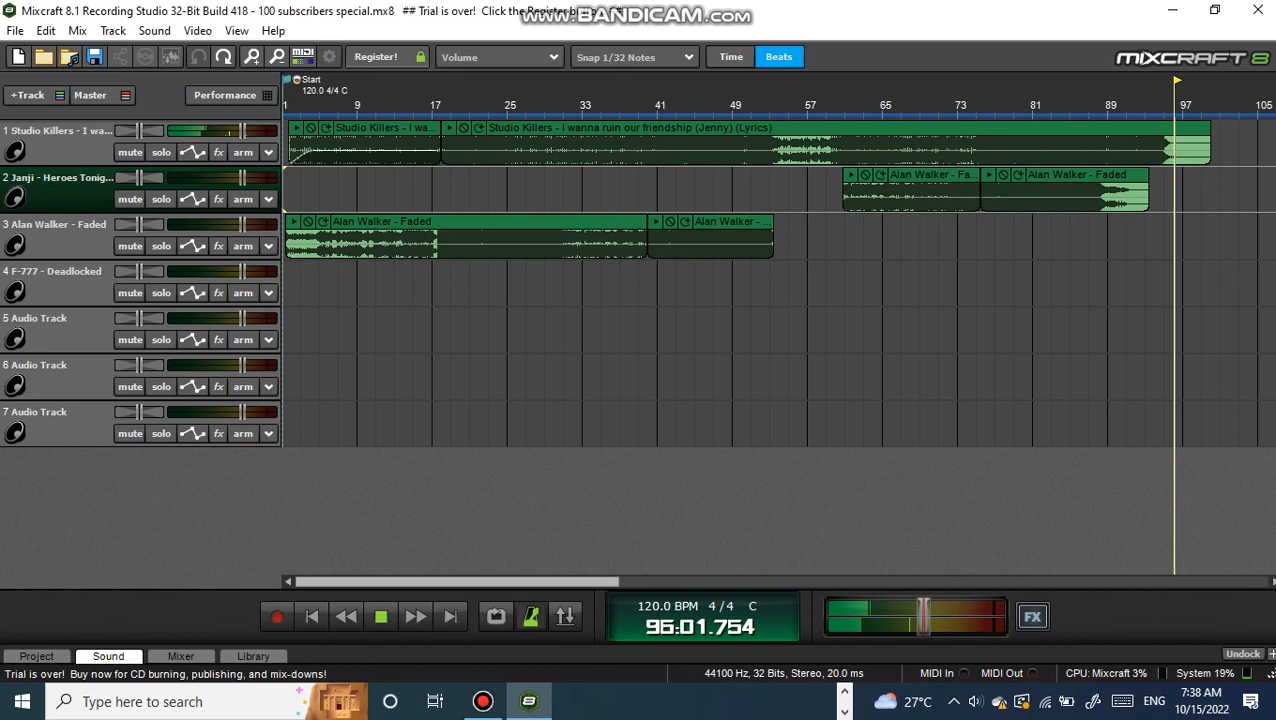 Mixcraft 8.1 Recording Studio 32-Bit Build 418 - 100 subscribers special.mx8 ## Trial is over! Click the Register bu
www.BANDICAM.com
File Edit Mix Track Sound Video View Help
Register! Volume Snap 1/32 Notes Time Beats MIXCRAFT 8
+Track Master Performance
Start
120.0 4/4 C
1 9 17 25 33 41 49 57 65 73 81 89 97 105
1 Studio Killers - I wa...
mute solo fx arm
Studio Killers - I wa...
Studio Killers - I wanna ruin our friendship (Jenny) (Lyrics)
2 Janji - Heroes Tonig...
mute solo fx arm
Alan Walker - Fa...
Alan Walker - Faded
3 Alan Walker - Faded
mute solo fx arm
Alan Walker - Faded
Alan Walker - ...
4 F-777 - Deadlocked
mute solo fx arm
5 Audio Track
mute solo fx arm
6 Audio Track
mute solo fx arm
7 Audio Track
mute solo fx arm
120.0 BPM 4/4 C
96:01.754
FX
Project Sound Mixer Library Undock
Trial is over! Buy now for CD burning, publishing, and mix-downs! 44100 Hz, 32 Bits, Stereo, 20.0 ms MIDI In MIDI Out CPU: Mixcraft 3% System 19%
Type here to search
27°C
ENG
7:38 AM
10/15/2022